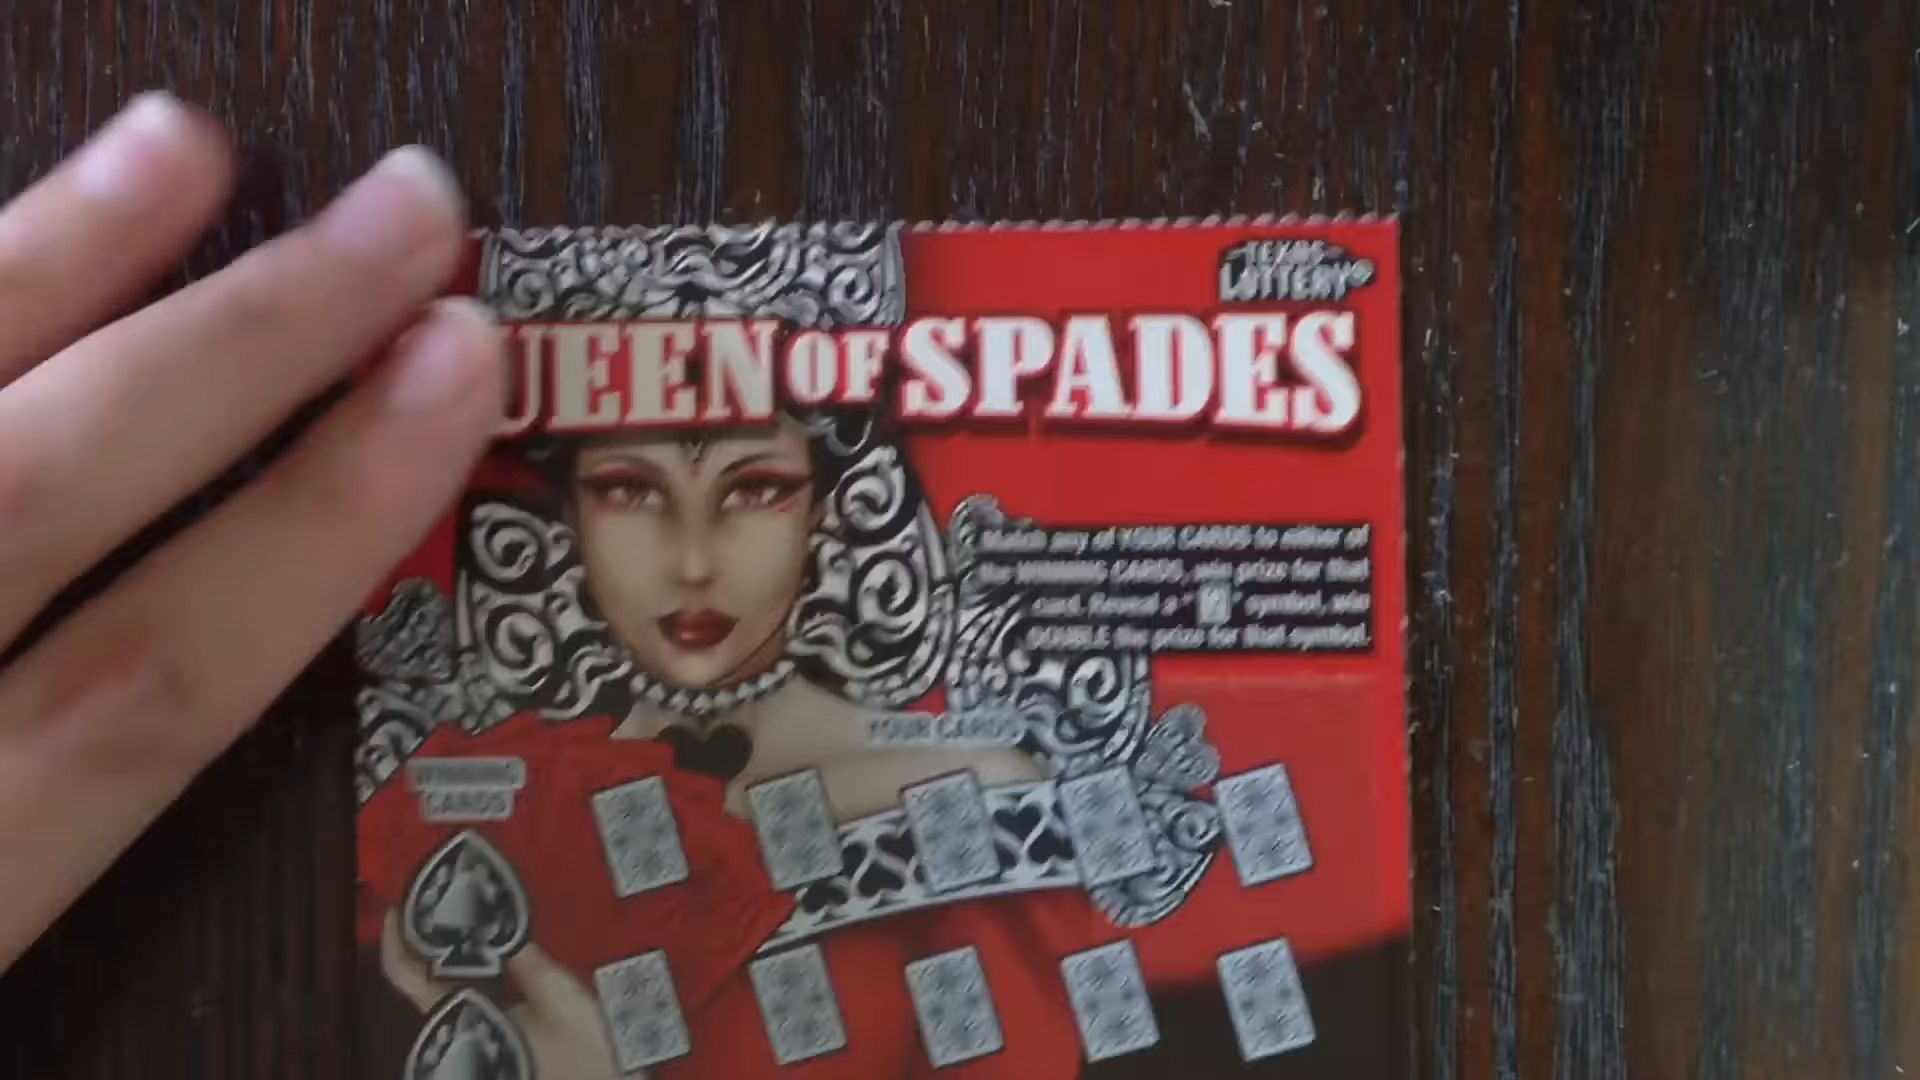 TEXAS
LOTTERY®
UEEN OF SPADES
Match any of YOUR CARDS to either of
the WINNING CARDS, win prize for that
card. Reveal a " " symbol, win
DOUBLE the prize for that symbol.
YOUR CARDS
WINNING
CARDS